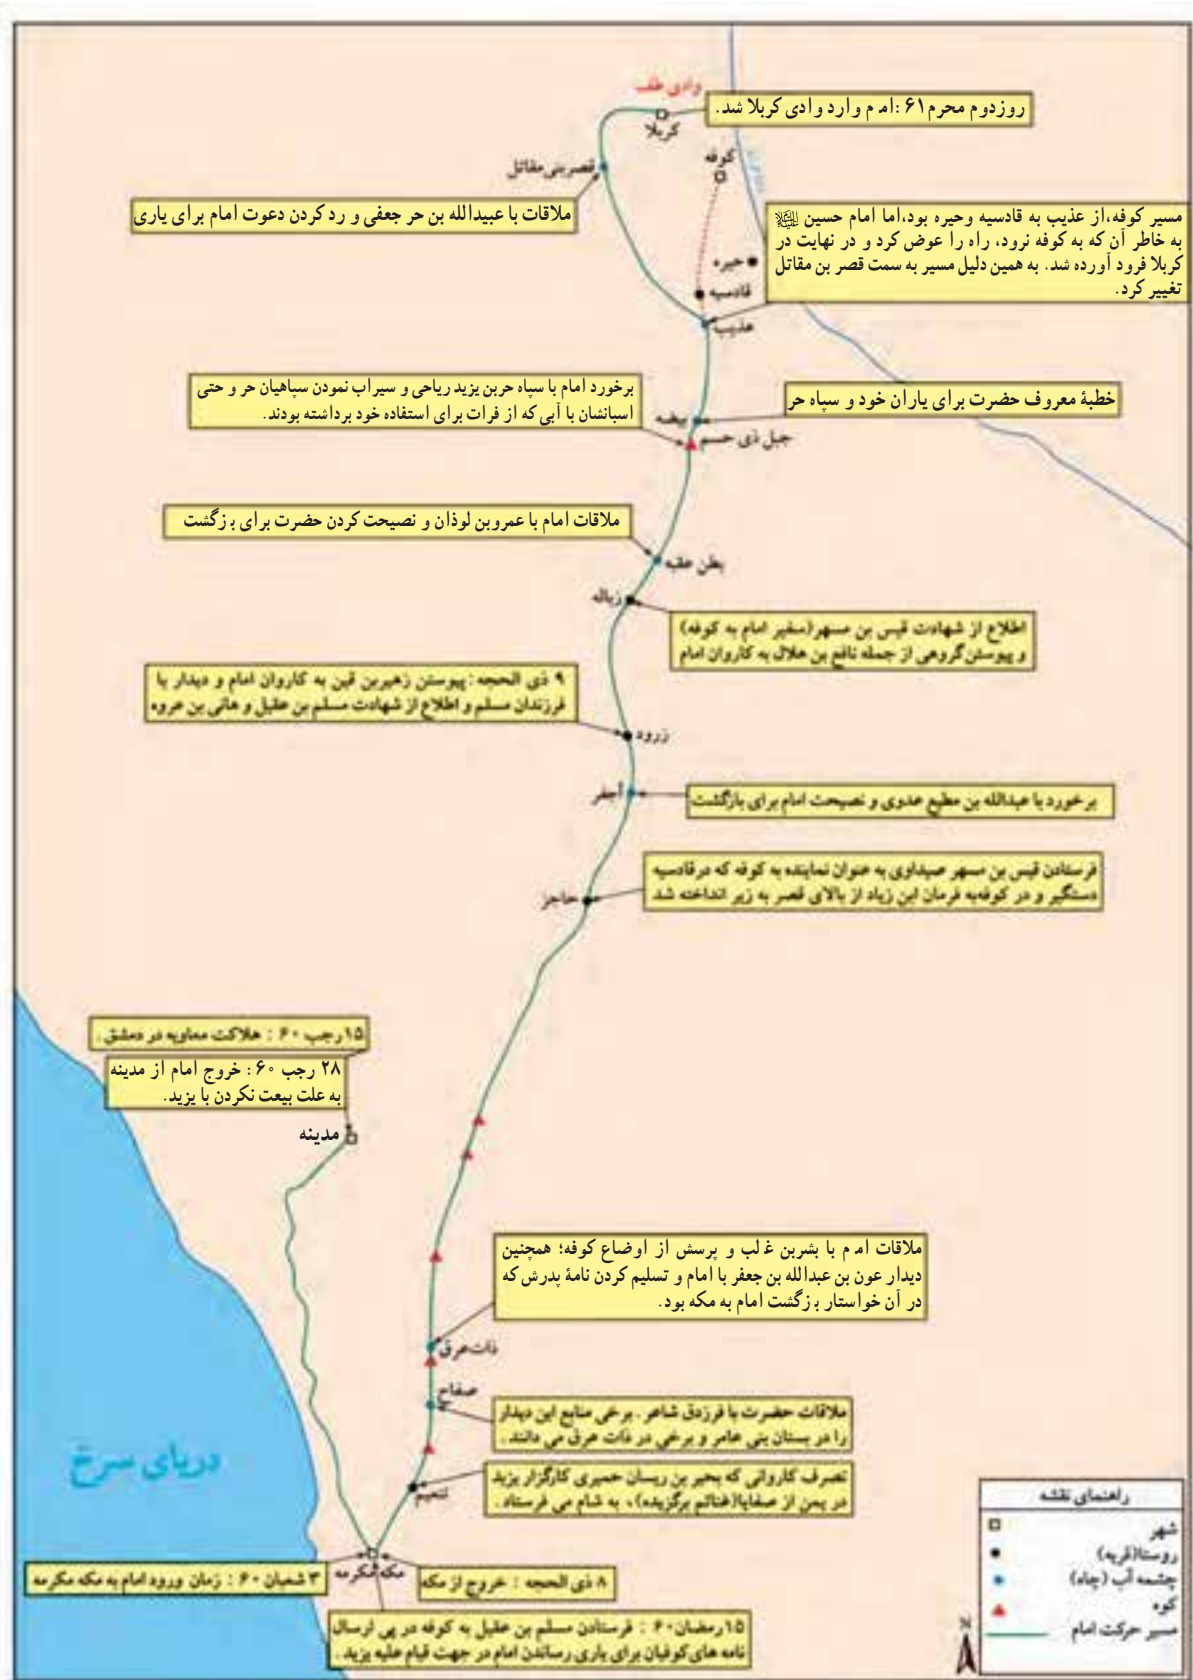 وادی طف
روزدوم محرم۶۱ :امام وارد وادی کربلا شد.
کربلا
کوفه
قصربنی مقاتل
ملاقات با عبیدالله بن حر جعفی و رد کردن دعوت امام برای یاری
مسیر کوفه،از عذیب به قادسیه وحیره بود،اما امام حسین
به خاطر آن که به کوفه نرود، راه را عوض کرد و در نهایت در
کربلا فرود آورده شد. به همین دلیل مسیر به سمت قصر بن مقاتل
تغییر کرد.
حیره
قادسیه
عذیب
برخورد امام با سپاه حربن یزید ریاحی و سیراب نمودن سپاهیان حر و حتی
اسبانشان با آبی که از فرات برای استفاده خود برداشته بودند.
خطبهٔ معروف حضرت برای یاران خود و سپاه حر
بیضه
جبل ذی حسم
ملاقات امام با عمروبن لوذان و نصیحت کردن حضرت برای بازگشت
بطن عقبه
زباله
اطلاع از شهادت قیس بن مسهر(سفیر امام به کوفه)
و پیوستن‌گروهی از جمله نافع بن هلال به کاروان امام
۹ ذی الحجه: پیوستن زهیربن قین به کاروان امام و دیدار با
فرزندان مسلم و اطلاع از شهادت مسلم بن عقیل و هانی بن عروه
زرود
أجفر
برخورد با عبدالله بن مطیع عدوی و نصیحت امام برای بازگشت
فرستادن قیس بن مسهر صیداوی به عنوان نماینده به کوفه که درقادسیه
دستگیر و در کوفه‌به فرمان ابن زیاد از بالای قصر به زیر انداخته شد
حاجز
۱۵رجب ۶۰ : هلاکت معاویه در دمشق.
۲۸ رجب ۶۰ : خروج امام از مدینه
به علت بیعت نکردن با یزید.
مدینه
ملاقات امام با بشربن غالب و پرسش از اوضاع کوفه؛ همچنین
دیدار عون بن عبدالله بن جعفر با امام و تسلیم کردن نامهٔ پدرش که
در آن خواستار بازگشت امام به مکه بود.
ذات‌عرق
صفاح
ملاقات حضرت با فرزدق شاعر. برخی منابع این دیدار
را در بستان بنی عامر و برخی در ذات عرق می دانند.
تصرف کاروانی که بحیر بن ریسان حمیری کارگزار یزید
در یمن از صفایا(غنائم برگزیده)، به شام می فرستاد.
تنعیم
دریای سرخ
مکه مکرمه
۳ شعبان ۶۰ : زمان ورود امام به مکه مکرمه
۸ ذی الحجه : خروج از مکه
۱۵رمضان۶۰ : فرستادن مسلم بن عقیل به کوفه در پی ارسال
نامه های‌کوفیان برای یاری رساندن امام در جهت قیام علیه یزید.
راهنمای نقشه
شهر
روستا(قریه)
چشمه آب (چاه)
کوه
مسیر حرکت امام
N